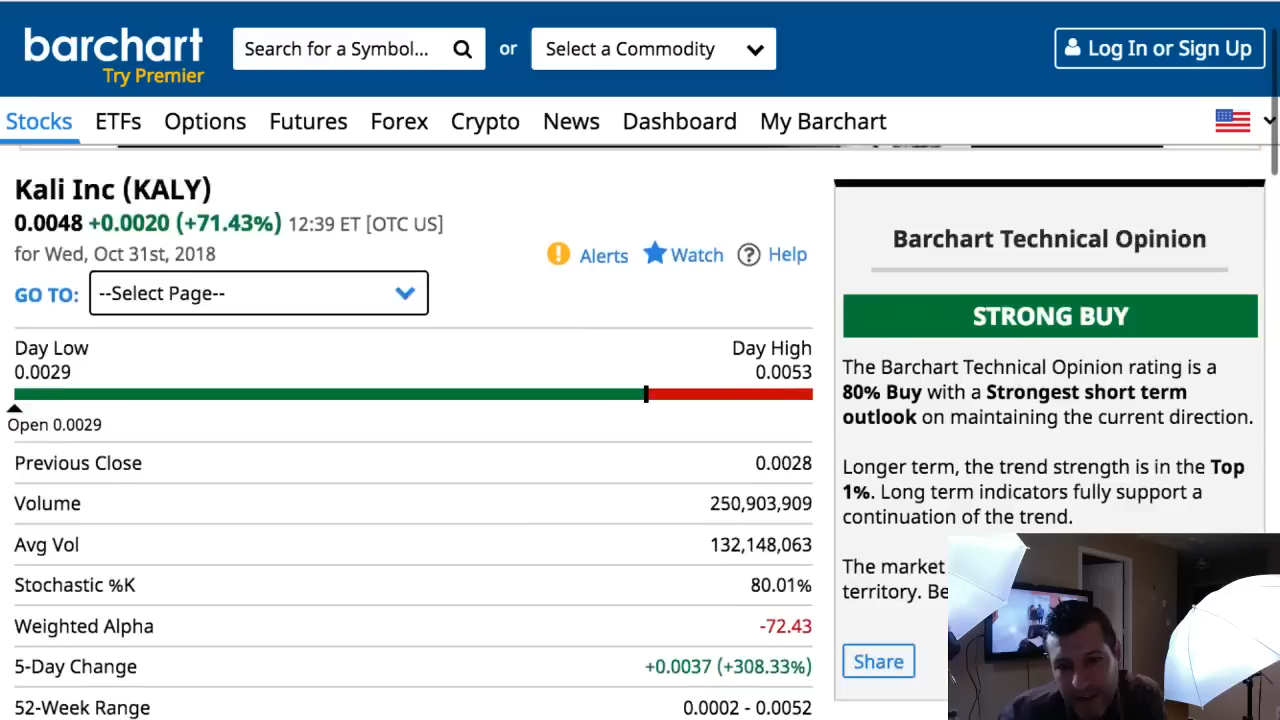 barchart
Try Premier
Search for a Symbol...
or
Select a Commodity
Log In or Sign Up
Stocks ETFs Options Futures Forex Crypto News Dashboard My Barchart
Kali Inc (KALY)
0.0048 +0.0020 (+71.43%) 12:39 ET [OTC US]
for Wed, Oct 31st, 2018
Alerts Watch Help
GO TO: --Select Page--
Day Low Day High
0.0029 0.0053
Open 0.0029
Previous Close 0.0028
Volume 250,903,909
Avg Vol 132,148,063
Stochastic %K 80.01%
Weighted Alpha -72.43
5-Day Change +0.0037 (+308.33%)
52-Week Range 0.0002 - 0.0052
Barchart Technical Opinion
STRONG BUY
The Barchart Technical Opinion rating is a
80% Buy with a Strongest short term
outlook on maintaining the current direction.
Longer term, the trend strength is in the Top
1%. Long term indicators fully support a
continuation of the trend.
The market
territory. Be
Share